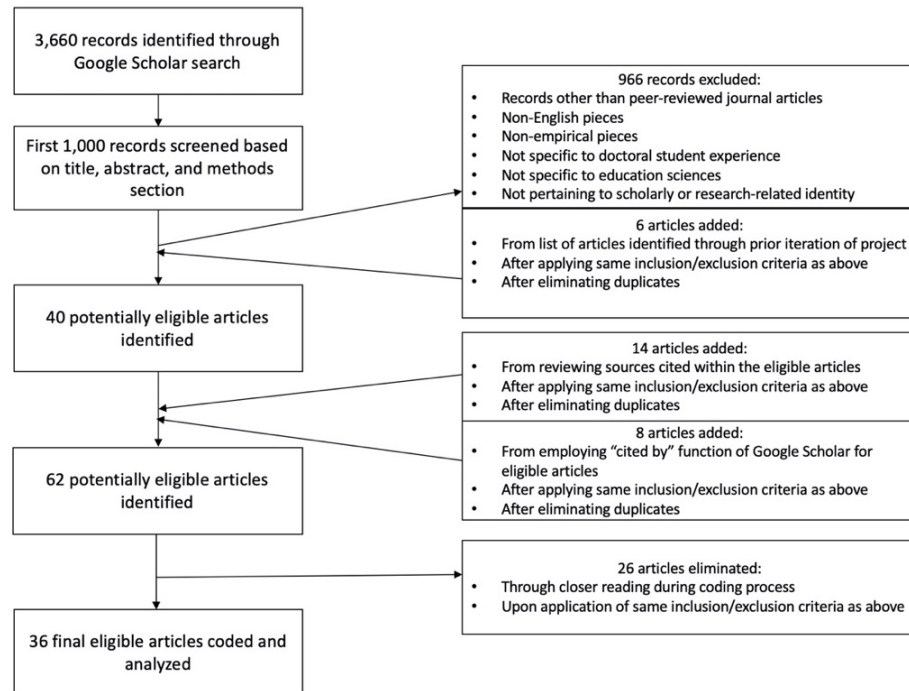 3,660 records identified through
Google Scholar search
First 1,000 records screened based
on title, abstract, and methods
section
966 records excluded:
• Records other than peer-reviewed journal articles
• Non-English pieces
• Non-empirical pieces
• Not specific to doctoral student experience
• Not specific to education sciences
• Not pertaining to scholarly or research-related identity
6 articles added:
• From list of articles identified through prior iteration of project
• After applying same inclusion/exclusion criteria as above
• After eliminating duplicates
40 potentially eligible articles
identified
14 articles added:
• From reviewing sources cited within the eligible articles
• After applying same inclusion/exclusion criteria as above
• After eliminating duplicates
8 articles added:
• From employing “cited by” function of Google Scholar for
eligible articles
• After applying same inclusion/exclusion criteria as above
• After eliminating duplicates
62 potentially eligible articles
identified
26 articles eliminated:
• Through closer reading during coding process
• Upon application of same inclusion/exclusion criteria as above
36 final eligible articles coded and
analyzed